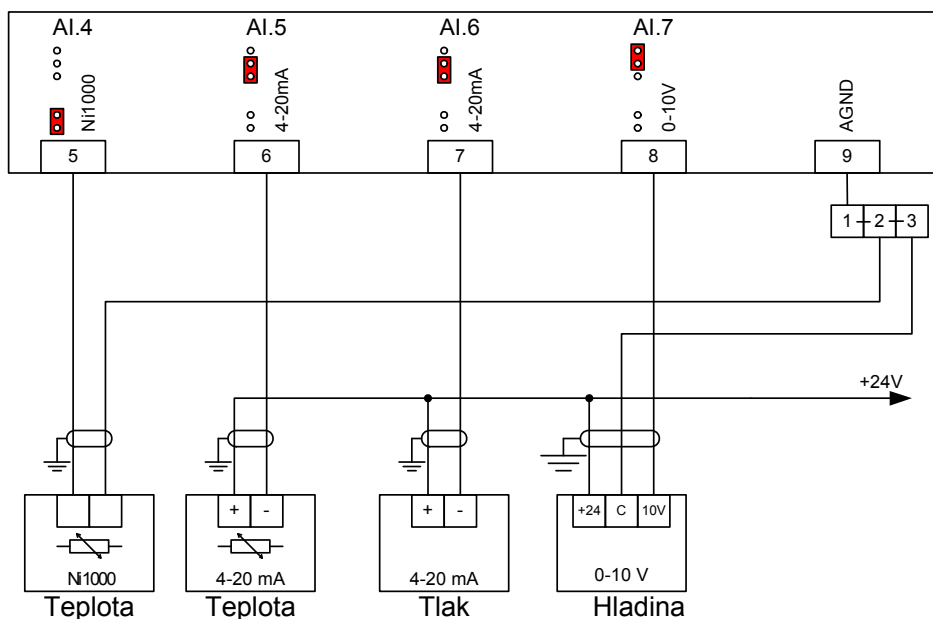 AI.4 AI.5 AI.6 AI.7
Ni1000 4-20mA 4-20mA 0-10V AGND
5 6 7 8 9
1 2 3
+24V
+ - + - +24 C 10V
Ni1000 4-20 mA 4-20 mA 0-10 V
Teplota Teplota Tlak Hladina